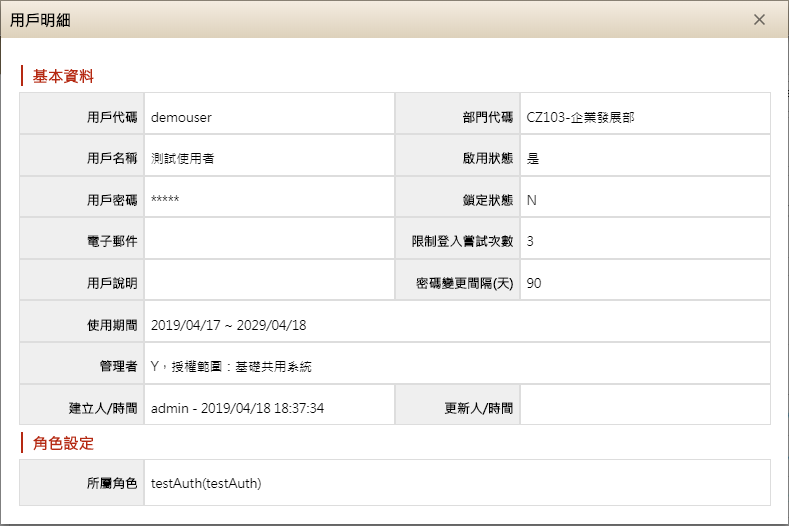 用戶明細
基本資料
用戶代碼 demouser 部門代碼 CZ103-企業發展部
用戶名稱 測試使用者 啟用狀態 是
用戶密碼 ***** 鎖定狀態 N
電子郵件 限制登入嘗試次數 3
用戶說明 密碼變更間隔(天) 90
使用期間 2019/04/17 ~ 2029/04/18
管理者 Y，授權範圍：基礎共用系統
建立人/時間 admin - 2019/04/18 18:37:34 更新人/時間
角色設定
所屬角色 testAuth(testAuth)